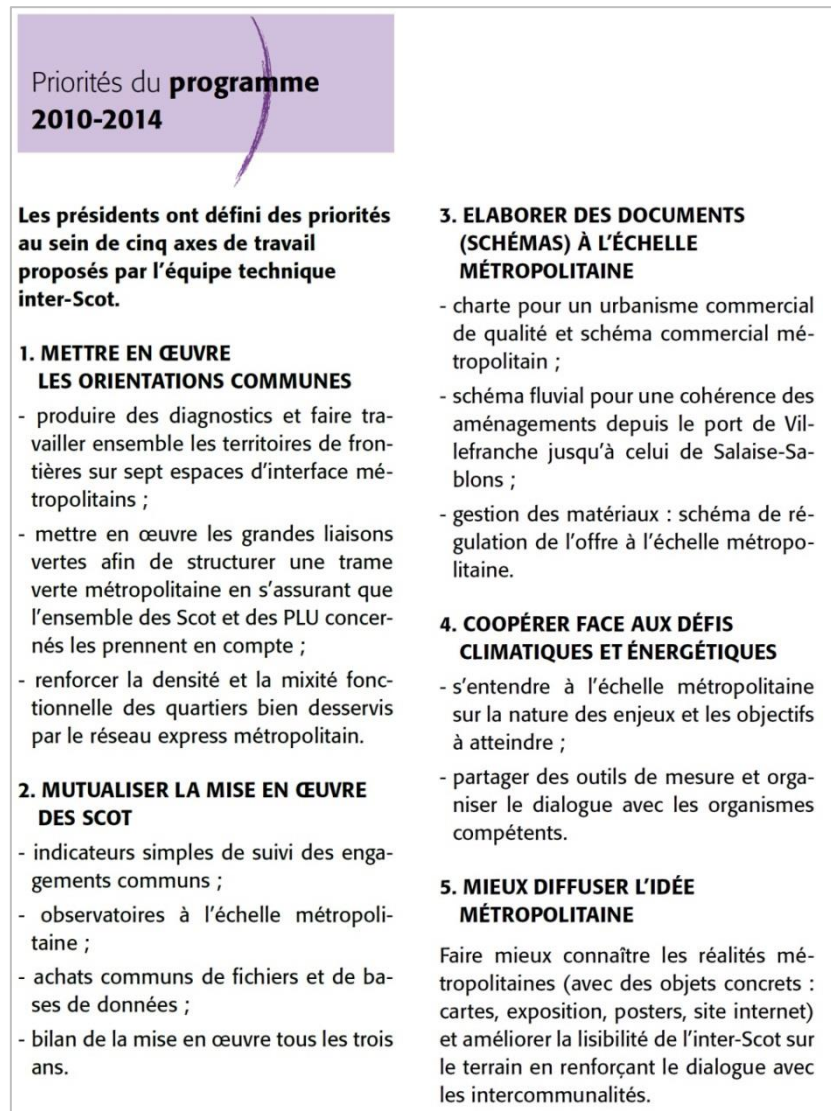 Priorités du programme
2010-2014
Les présidents ont défini des priorités
au sein de cinq axes de travail
proposés par l’équipe technique
inter-Scot.
1. METTRE EN ŒUVRE
LES ORIENTATIONS COMMUNES
- produire des diagnostics et faire tra-
vailler ensemble les territoires de fron-
tières sur sept espaces d’interface mé-
tropolitains ;
- mettre en œuvre les grandes liaisons
vertes afin de structurer une trame
verte métropolitaine en s’assurant que
l’ensemble des Scot et des PLU concer-
nés les prennent en compte ;
- renforcer la densité et la mixité fonc-
tionnelle des quartiers bien desservis
par le réseau express métropolitain.
2. MUTUALISER LA MISE EN ŒUVRE
DES SCOT
- indicateurs simples de suivi des enga-
gements communs ;
- observatoires à l’échelle métropoli-
taine ;
- achats communs de fichiers et de ba-
ses de données ;
- bilan de la mise en œuvre tous les trois
ans.
3. ELABORER DES DOCUMENTS
(SCHÉMAS) À L’ÉCHELLE
MÉTROPOLITAINE
- charte pour un urbanisme commercial
de qualité et schéma commercial mé-
tropolitain ;
- schéma fluvial pour une cohérence des
aménagements depuis le port de Vil-
lefranche jusqu’à celui de Salaise-Sa-
blons ;
- gestion des matériaux : schéma de ré-
gulation de l’offre à l’échelle métropo-
litaine.
4. COOPÉRER FACE AUX DÉFIS
CLIMATIQUES ET ÉNERGÉTIQUES
- s’entendre à l’échelle métropolitaine
sur la nature des enjeux et les objectifs
à atteindre ;
- partager des outils de mesure et orga-
niser le dialogue avec les organismes
compétents.
5. MIEUX DIFFUSER L’IDÉE
MÉTROPOLITAINE
Faire mieux connaître les réalités mé-
tropolitaines (avec des objets concrets :
cartes, exposition, posters, site internet)
et améliorer la lisibilité de l’inter-Scot sur
le terrain en renforçant le dialogue avec
les intercommunalités.